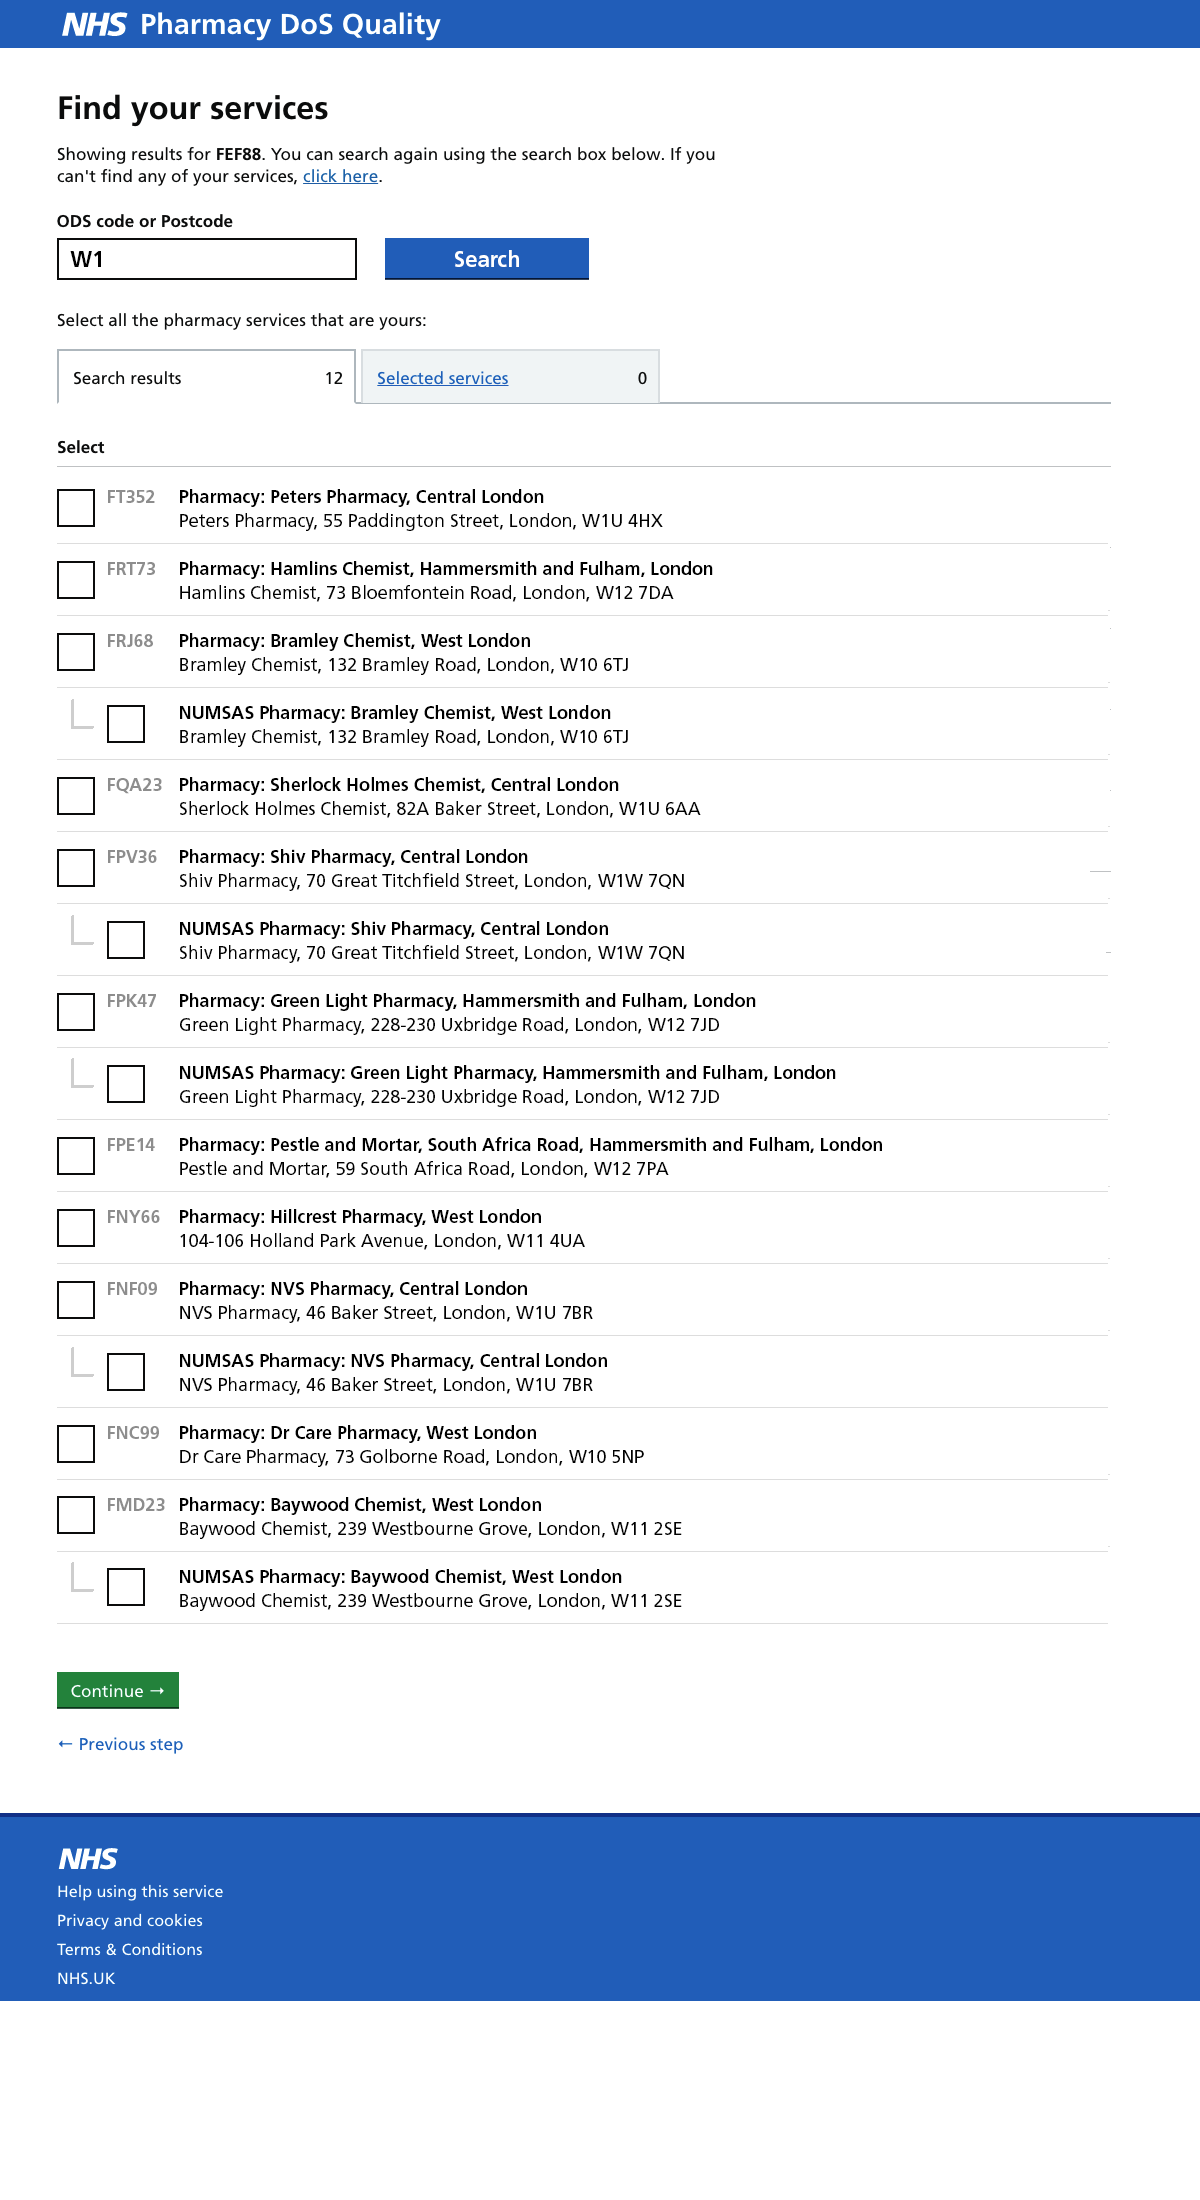 NHS Pharmacy DoS Quality
Find your services
Showing results for FEF88. You can search again using the search box below. If you
can't find any of your services, click here.
ODS code or Postcode
W1
Search
Select all the pharmacy services that are yours:
Search results 12
Selected services 0
Select
FT352 Pharmacy: Peters Pharmacy, Central London
Peters Pharmacy, 55 Paddington Street, London, W1U 4HX
FRT73 Pharmacy: Hamlins Chemist, Hammersmith and Fulham, London
Hamlins Chemist, 73 Bloemfontein Road, London, W12 7DA
FRJ68 Pharmacy: Bramley Chemist, West London
Bramley Chemist, 132 Bramley Road, London, W10 6TJ
NUMSAS Pharmacy: Bramley Chemist, West London
Bramley Chemist, 132 Bramley Road, London, W10 6TJ
FQA23 Pharmacy: Sherlock Holmes Chemist, Central London
Sherlock Holmes Chemist, 82A Baker Street, London, W1U 6AA
FPV36 Pharmacy: Shiv Pharmacy, Central London
Shiv Pharmacy, 70 Great Titchfield Street, London, W1W 7QN
NUMSAS Pharmacy: Shiv Pharmacy, Central London
Shiv Pharmacy, 70 Great Titchfield Street, London, W1W 7QN
FPK47 Pharmacy: Green Light Pharmacy, Hammersmith and Fulham, London
Green Light Pharmacy, 228-230 Uxbridge Road, London, W12 7JD
NUMSAS Pharmacy: Green Light Pharmacy, Hammersmith and Fulham, London
Green Light Pharmacy, 228-230 Uxbridge Road, London, W12 7JD
FPE14 Pharmacy: Pestle and Mortar, South Africa Road, Hammersmith and Fulham, London
Pestle and Mortar, 59 South Africa Road, London, W12 7PA
FNY66 Pharmacy: Hillcrest Pharmacy, West London
104-106 Holland Park Avenue, London, W11 4UA
FNF09 Pharmacy: NVS Pharmacy, Central London
NVS Pharmacy, 46 Baker Street, London, W1U 7BR
NUMSAS Pharmacy: NVS Pharmacy, Central London
NVS Pharmacy, 46 Baker Street, London, W1U 7BR
FNC99 Pharmacy: Dr Care Pharmacy, West London
Dr Care Pharmacy, 73 Golborne Road, London, W10 5NP
FMD23 Pharmacy: Baywood Chemist, West London
Baywood Chemist, 239 Westbourne Grove, London, W11 2SE
NUMSAS Pharmacy: Baywood Chemist, West London
Baywood Chemist, 239 Westbourne Grove, London, W11 2SE
Continue →
← Previous step
NHS
Help using this service
Privacy and cookies
Terms & Conditions
NHS.UK